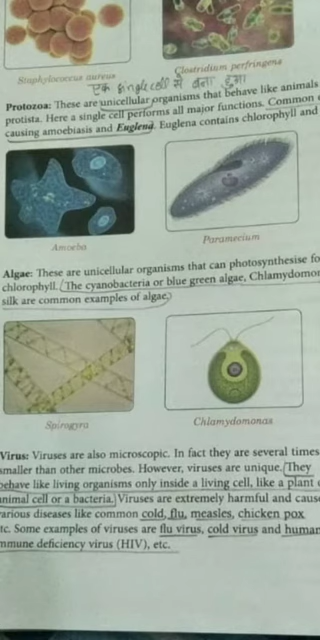 Staphylococcus aureus
Clostridium perfringens
एक single cell से बना हुआ
Protozoa: These are unicellular organisms that behave like animals
protista. Here a single cell performs all major functions. Common
causing amoebiasis and Euglena. Euglena contains chlorophyll and
Amoeba
Paramecium
Algae: These are unicellular organisms that can photosynthesise fo
chlorophyll. (The cyanobacteria or blue green algae, Chlamydomor
silk are common examples of algae.)
Spirogyra
Chlamydomonas
Virus: Viruses are also microscopic. In fact they are several times
smaller than other microbes. However, viruses are unique. (They
behave like living organisms only inside a living cell, like a plant
animal cell or a bacteria.) Viruses are extremely harmful and cause
various diseases like common cold, flu, measles, chicken pox
tc. Some examples of viruses are flu virus, cold virus and human
mmune deficiency virus (HIV), etc.